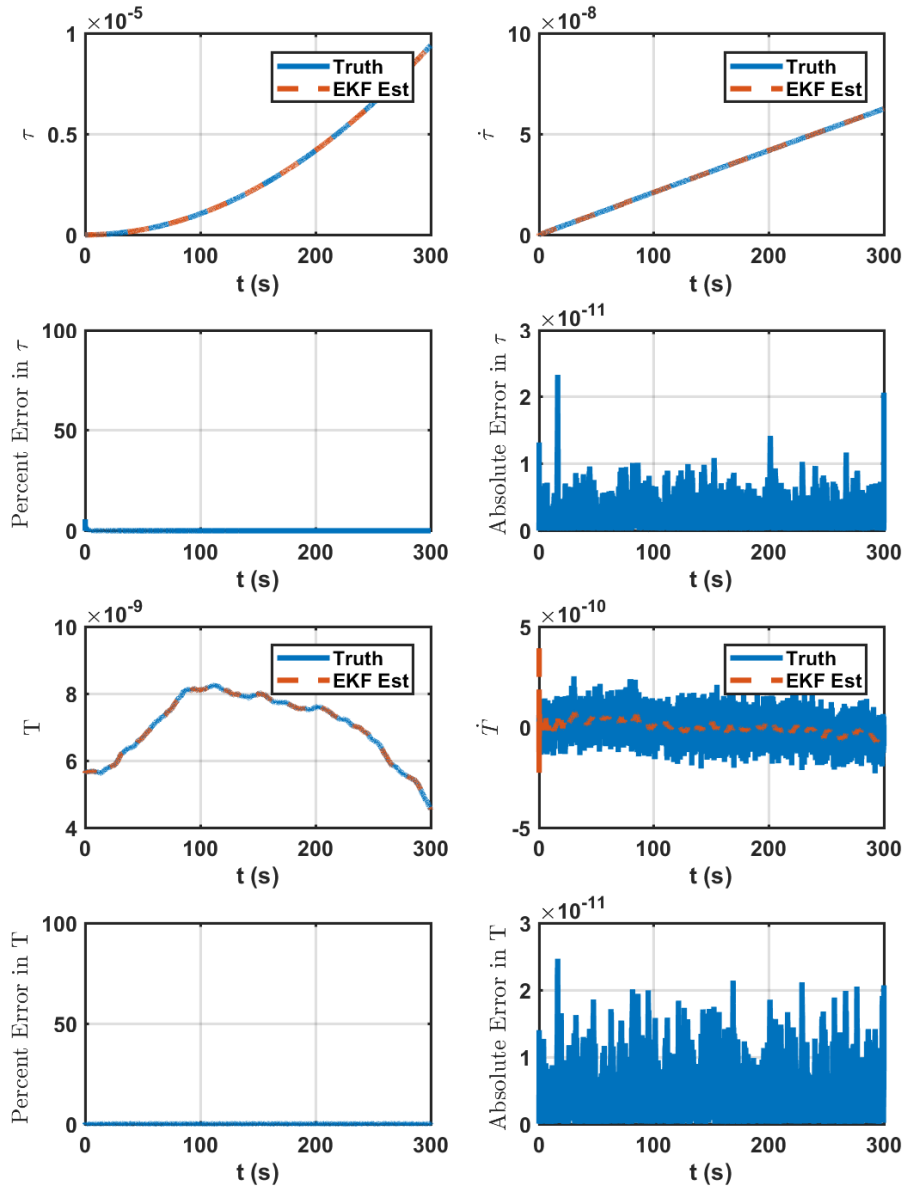 ×10-5
1
0.5
0
τ
0 100 200 300
t (s)
Truth
EKF Est
×10-8
10
5
0
τ̇
0 100 200 300
t (s)
Truth
EKF Est
100
50
0
Percent Error in τ
0 100 200 300
t (s)
×10-11
3
2
1
0
Absolute Error in τ
0 100 200 300
t (s)
×10-9
10
8
6
4
T
0 100 200 300
t (s)
Truth
EKF Est
×10-10
5
0
-5
Ṫ
0 100 200 300
t (s)
Truth
EKF Est
100
50
0
Percent Error in T
0 100 200 300
t (s)
×10-11
3
2
1
0
Absolute Error in T
0 100 200 300
t (s)